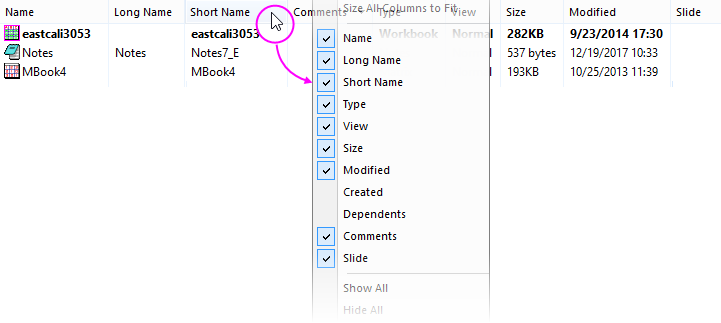 Name Long Name Short Name Comments Type View Size Modified Slide
Size All Columns to Fit
eastcali3053 eastcali3053 Workbook Normal 282KB 9/23/2014 17:30
Notes Notes Notes7_E 537 bytes 12/19/2017 10:33
MBook4 MBook4 193KB 10/25/2013 11:39
Name
Long Name
Short Name
Type
View
Size
Modified
Created
Dependents
Comments
Slide
Show All
Hide All